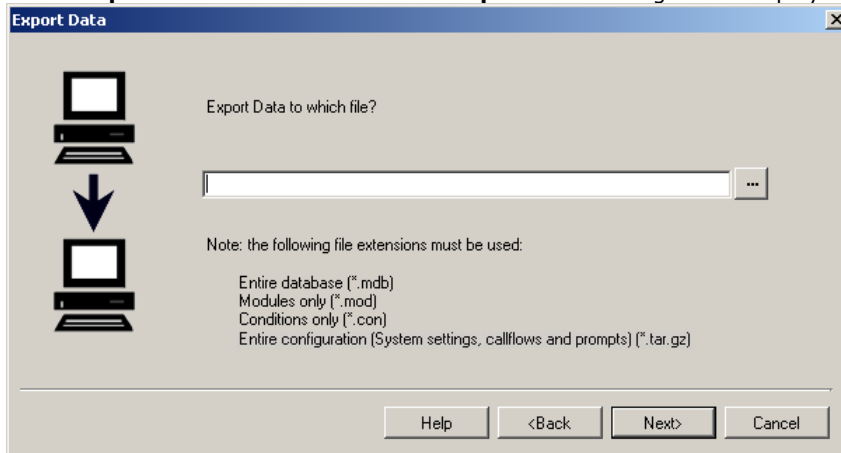 Export Data
Export Data to which file?
...
Note: the following file extensions must be used:
Entire database (*.mdb)
Modules only (*.mod)
Conditions only (*.con)
Entire configuration (System settings, callflows and prompts) (*.tar.gz)
Help
<Back
Next>
Cancel